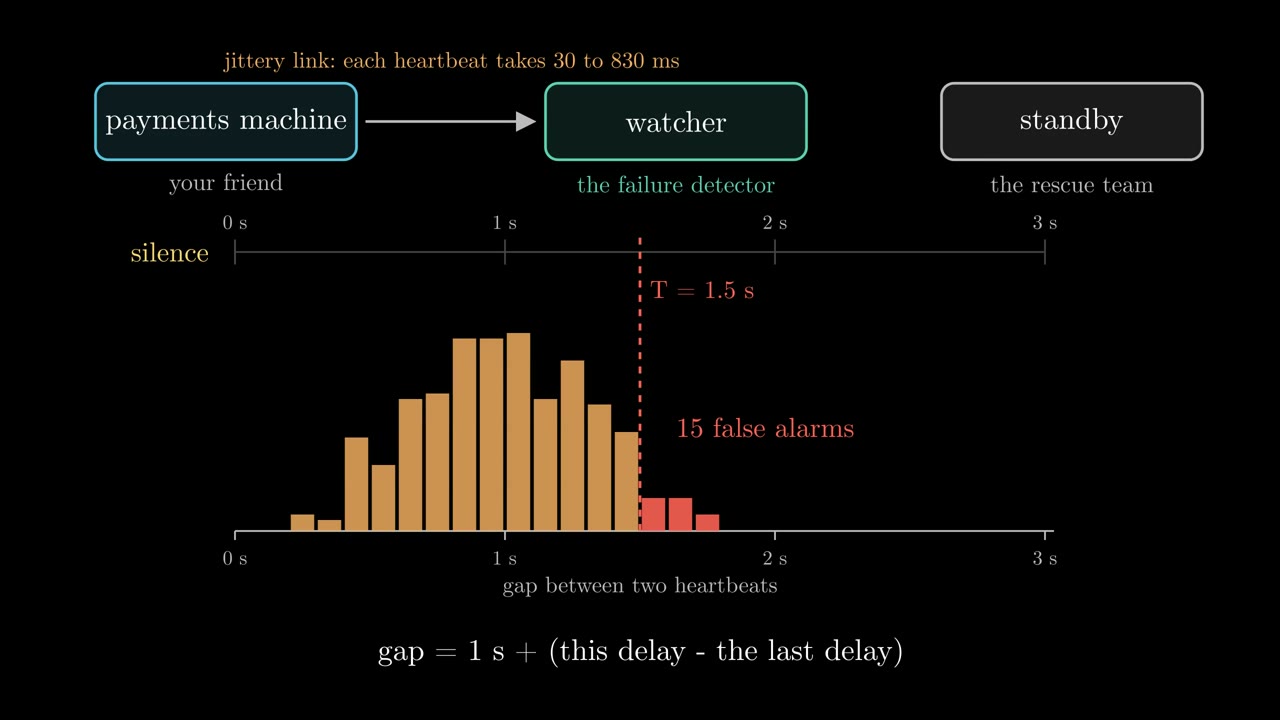 jittery link: each heartbeat takes 30 to 830 ms
payments machine
watcher
standby
your friend
the failure detector
the rescue team
0 s
1 s
2 s
3 s
silence
T = 1.5 s
15 false alarms
0 s
1 s
2 s
3 s
gap between two heartbeats
gap = 1 s + (this delay - the last delay)